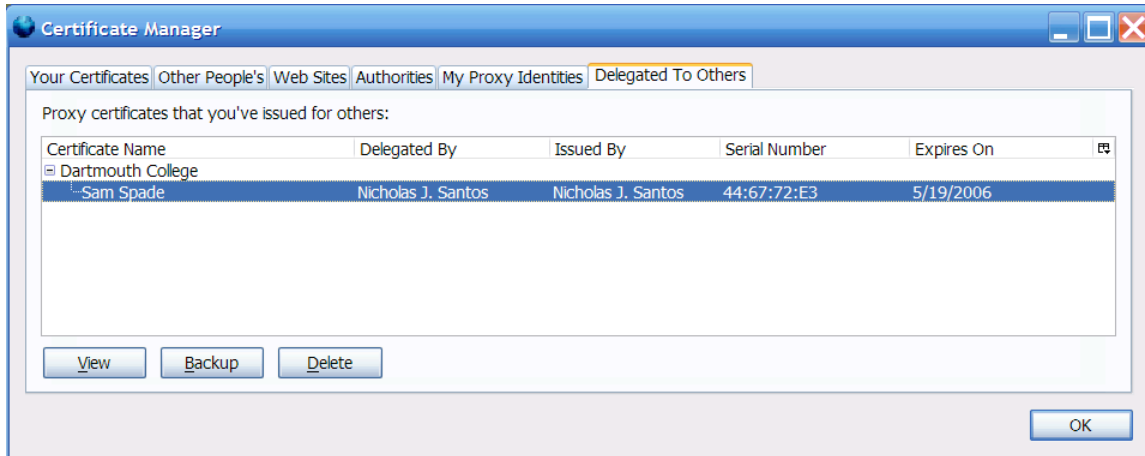 Certificate Manager
Your Certificates Other People's Web Sites Authorities My Proxy Identities Delegated To Others
Proxy certificates that you've issued for others:
Certificate Name Delegated By Issued By Serial Number Expires On
Dartmouth College
Sam Spade Nicholas J. Santos Nicholas J. Santos 44:67:72:E3 5/19/2006
View Backup Delete
OK